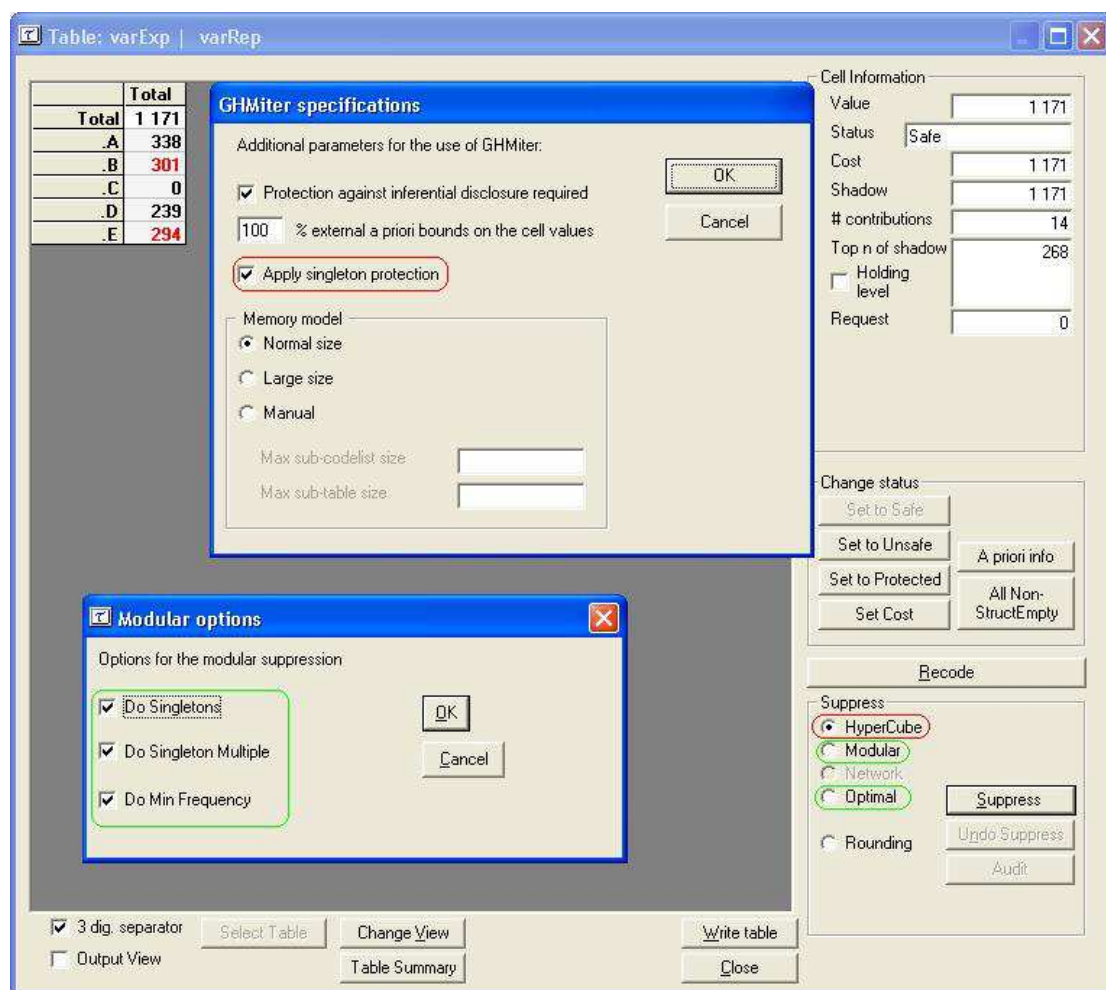 Table: varExp | varRep
Total
Total 1 171
.A 338
.B 301
.C 0
.D 239
.E 294
GHMiter specifications
Additional parameters for the use of GHMiter:
Protection against inferential disclosure required
100 % external a priori bounds on the cell values
Apply singleton protection
OK
Cancel
Memory model
Normal size
Large size
Manual
Max sub-codelist size
Max sub-table size
Modular options
Options for the modular suppression
Do Singletons
Do Singleton Multiple
Do Min Frequency
OK
Cancel
Cell Information
Value 1 171
Status Safe
Cost 1 171
Shadow 1 171
# contributions 14
Top n of shadow 268
Holding
level
Request 0
Change status
Set to Safe
Set to Unsafe
Set to Protected
Set Cost
A priori info
All Non-
StructEmpty
Recode
Suppress
HyperCube
Modular
Network
Optimal
Rounding
Suppress
Undo Suppress
Audit
3 dig. separator
Output View
Select Table
Change View
Table Summary
Write table
Close